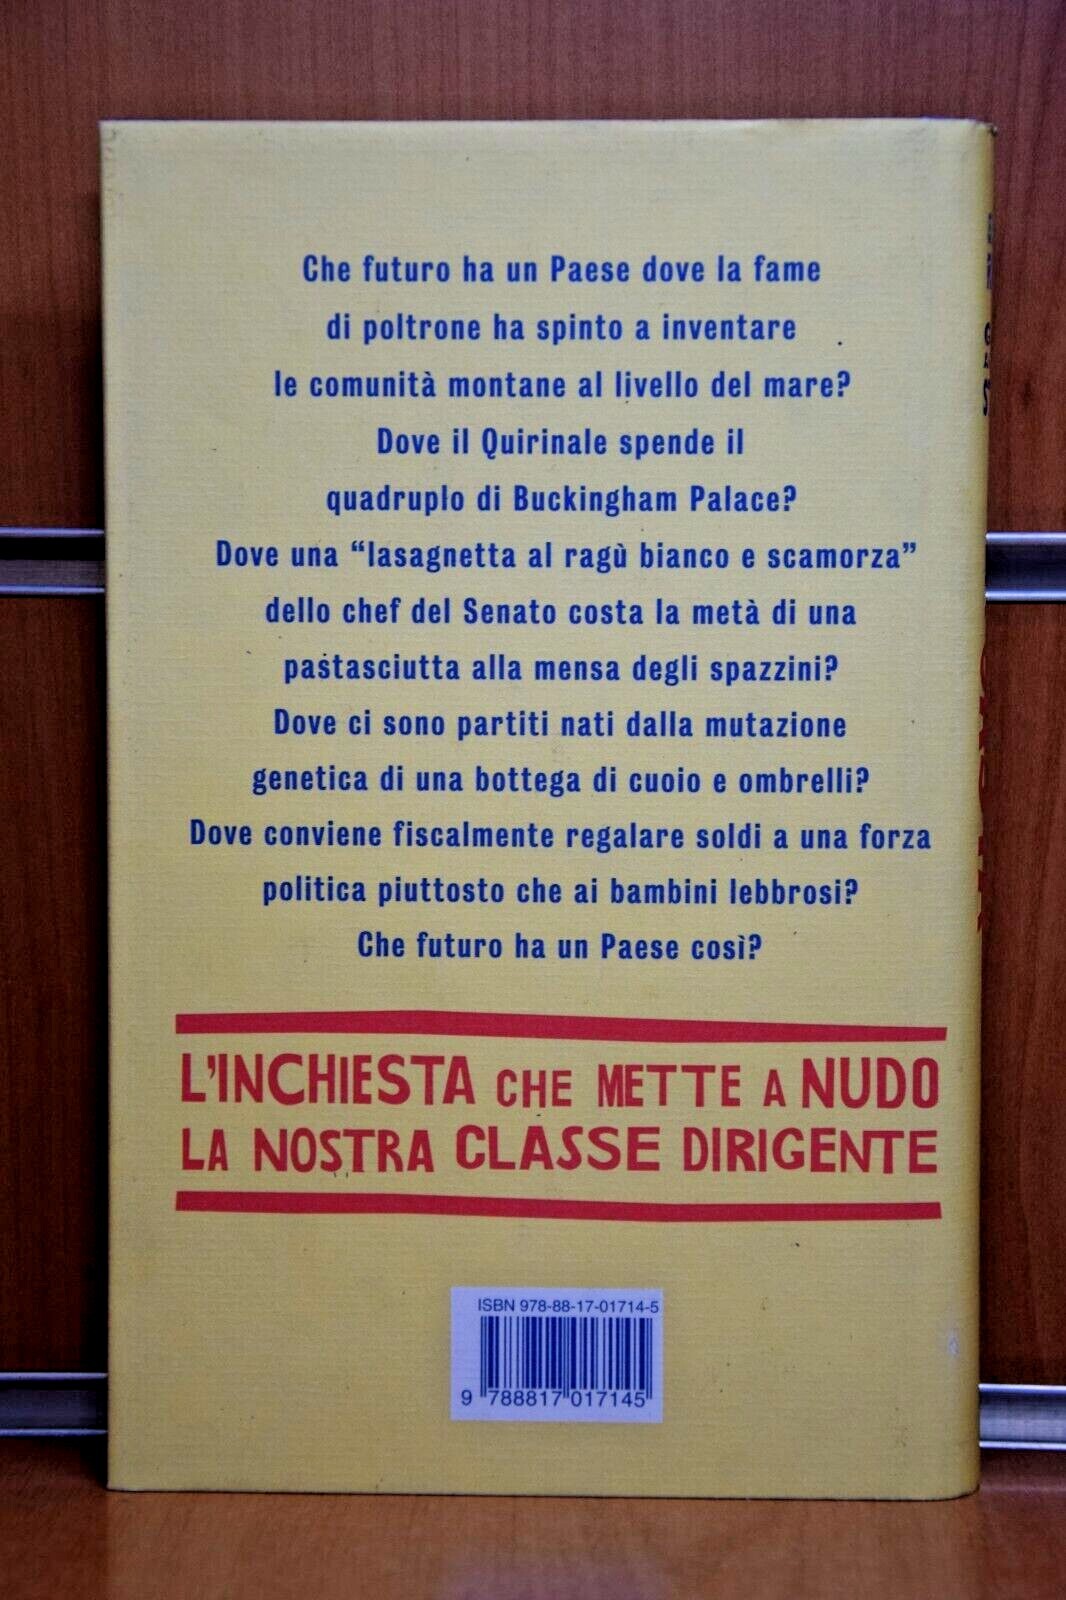 Che futuro ha un Paese dove la fame
di poltrone ha spinto a inventare
le comunità montane al livello del mare?
Dove il Quirinale spende il
quadruplo di Buckingham Palace?
Dove una “lasagnetta al ragù bianco e scamorza”
dello chef del Senato costa la metà di una
pastasciutta alla mensa degli spazzini?
Dove ci sono partiti nati dalla mutazione
genetica di una bottega di cuoio e ombrelli?
Dove conviene fiscalmente regalare soldi a una forza
politica piuttosto che ai bambini lebbrosi?
Che futuro ha un Paese così?
L'INCHIESTA CHE METTE A NUDO
LA NOSTRA CLASSE DIRIGENTE
ISBN 978-88-17-01714-5
9 788817 017145